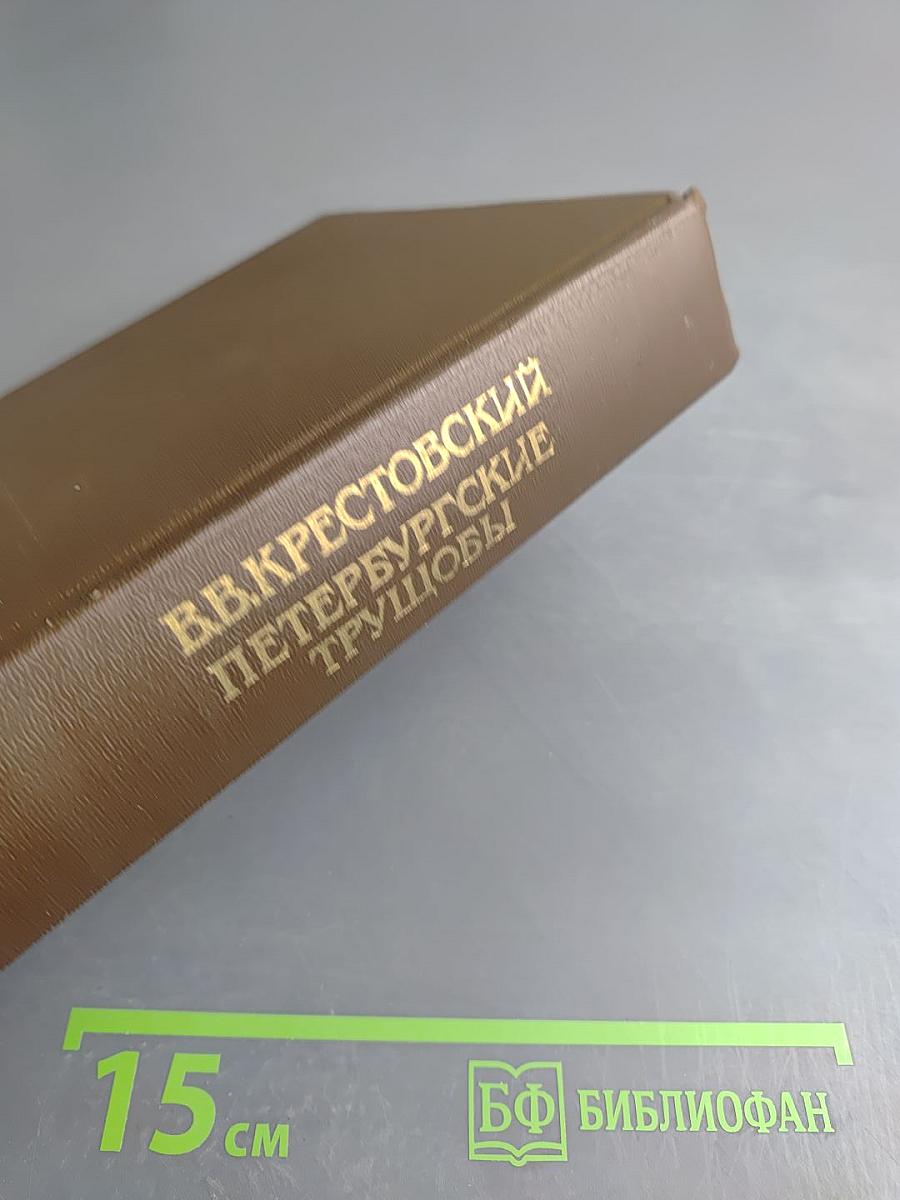 В.В.КРЕСТОВСКИЙ
ПЕТЕРБУРГСКИЕ
ТРУЩОБЫ
15 см
БФ БИБЛИОФАН